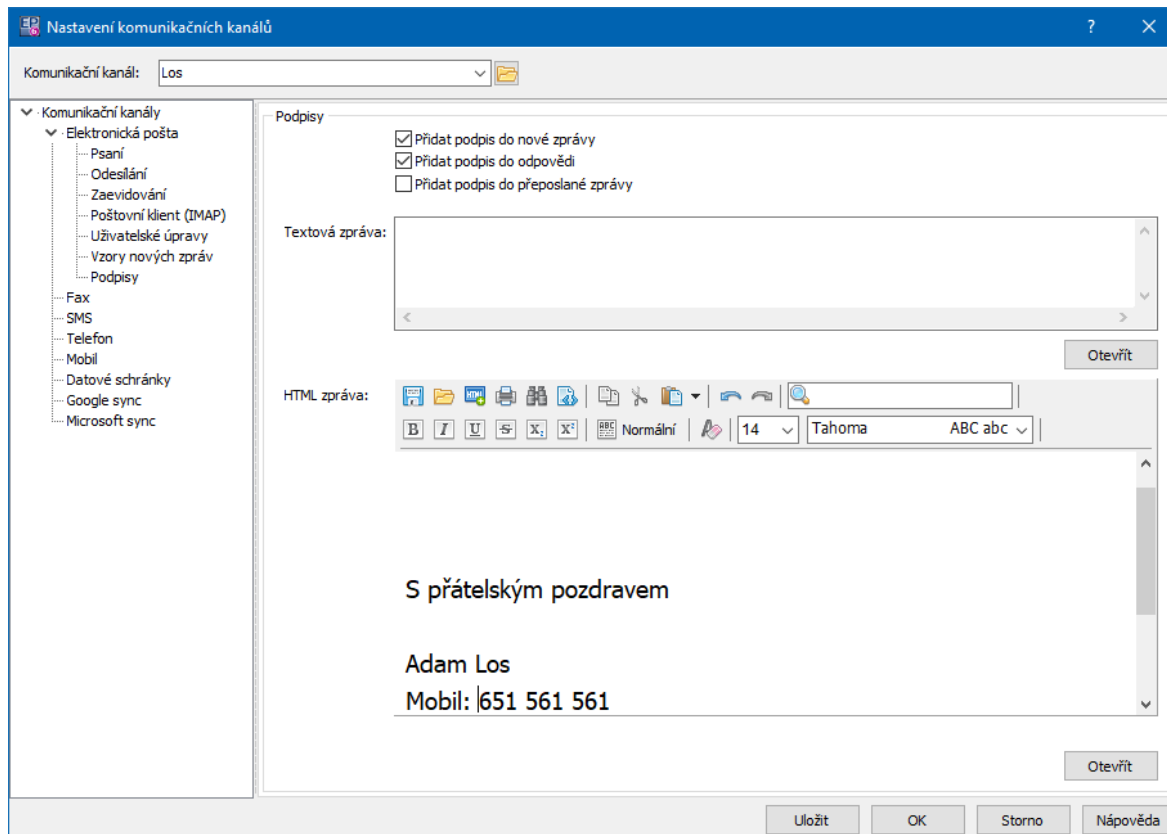 Nastavení komunikačních kanálů
Komunikační kanál: Los
Komunikační kanály
Elektronická pošta
Psaní
Odesílání
Zaevidování
Poštovní klient (IMAP)
Uživatelské úpravy
Vzory nových zpráv
Podpisy
Fax
SMS
Telefon
Mobil
Datové schránky
Google sync
Microsoft sync
Podpisy
Přidat podpis do nové zprávy
Přidat podpis do odpovědi
Přidat podpis do přeposlané zprávy
Textová zpráva:
Otevřít
HTML zpráva:
B I U S X₂ X² ABC Normální 14 Tahoma ABC abc
S přátelským pozdravem
Adam Los
Mobil: 651 561 561
Otevřít
Uložit OK Storno Nápověda